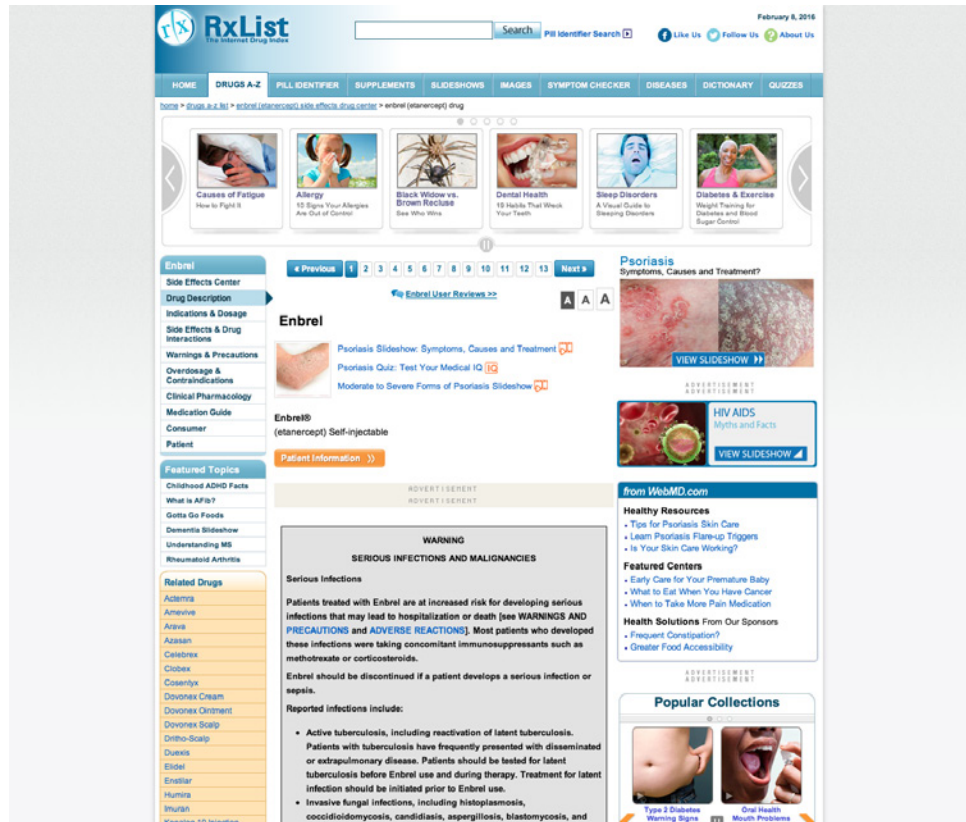 February 8, 2016
rx RxList
The Internet Drug Index
Search
Pill Identifier Search
Like Us
Follow Us
About Us
HOME
DRUGS A-Z
PILL IDENTIFIER
SUPPLEMENTS
SLIDESHOWS
IMAGES
SYMPTOM CHECKER
DISEASES
DICTIONARY
QUIZZES
home > drugs a-z list > enbrel (etanercept) side effects drug center > enbrel (etanercept) drug
Causes of Fatigue
How to Fight It
Allergy
10 Signs Your Allergies
Are Out of Control
Black Widow vs.
Brown Recluse
See Who Wins
Dental Health
19 Habits That Wreck
Your Teeth
Sleep Disorders
A Visual Guide to
Sleeping Disorders
Diabetes & Exercise
Weight Training for
Diabetes and Blood
Sugar Control
Enbrel
Side Effects Center
Drug Description
Indications & Dosage
Side Effects & Drug
Interactions
Warnings & Precautions
Overdosage &
Contraindications
Clinical Pharmacology
Medication Guide
Consumer
Patient
Featured Topics
Childhood ADHD Facts
What is AFib?
Gotta Go Foods
Dementia Slideshow
Understanding MS
Rheumatoid Arthritis
Related Drugs
Actemra
Amevive
Arava
Azasan
Celebrex
Clobex
Cosentyx
Dovonex Cream
Dovonex Ointment
Dovonex Scalp
Dritho-Scalp
Duexis
Elidel
Enstilar
Humira
Imuran
« Previous 1 2 3 4 5 6 7 8 9 10 11 12 13 Next »
Enbrel User Reviews >>
A A A
Enbrel
Psoriasis Slideshow: Symptoms, Causes and Treatment
Psoriasis Quiz: Test Your Medical IQ IQ
Moderate to Severe Forms of Psoriasis Slideshow
Enbrel®
(etanercept) Self-injectable
Patient Information
ADVERTISEMENT
ADVERTISEMENT
WARNING
SERIOUS INFECTIONS AND MALIGNANCIES
Serious Infections
Patients treated with Enbrel are at increased risk for developing serious
infections that may lead to hospitalization or death [see WARNINGS AND
PRECAUTIONS and ADVERSE REACTIONS]. Most patients who developed
these infections were taking concomitant immunosuppressants such as
methotrexate or corticosteroids.
Enbrel should be discontinued if a patient develops a serious infection or
sepsis.
Reported infections include:
• Active tuberculosis, including reactivation of latent tuberculosis.
Patients with tuberculosis have frequently presented with disseminated
or extrapulmonary disease. Patients should be tested for latent
tuberculosis before Enbrel use and during therapy. Treatment for latent
infection should be initiated prior to Enbrel use.
• Invasive fungal infections, including histoplasmosis,
coccidioidomycosis, candidiasis, aspergillosis, blastomycosis, and
Psoriasis
Symptoms, Causes and Treatment?
VIEW SLIDESHOW
ADVERTISEMENT
ADVERTISEMENT
HIV AIDS
Myths and Facts
VIEW SLIDESHOW
from WebMD.com
Healthy Resources
• Tips for Psoriasis Skin Care
• Learn Psoriasis Flare-up Triggers
• Is Your Skin Care Working?
Featured Centers
• Early Care for Your Premature Baby
• What to Eat When You Have Cancer
• When to Take More Pain Medication
Health Solutions From Our Sponsors
• Frequent Constipation?
• Greater Food Accessibility
ADVERTISEMENT
ADVERTISEMENT
Popular Collections
Type 2 Diabetes
Warning Signs
Oral Health
Mouth Problems